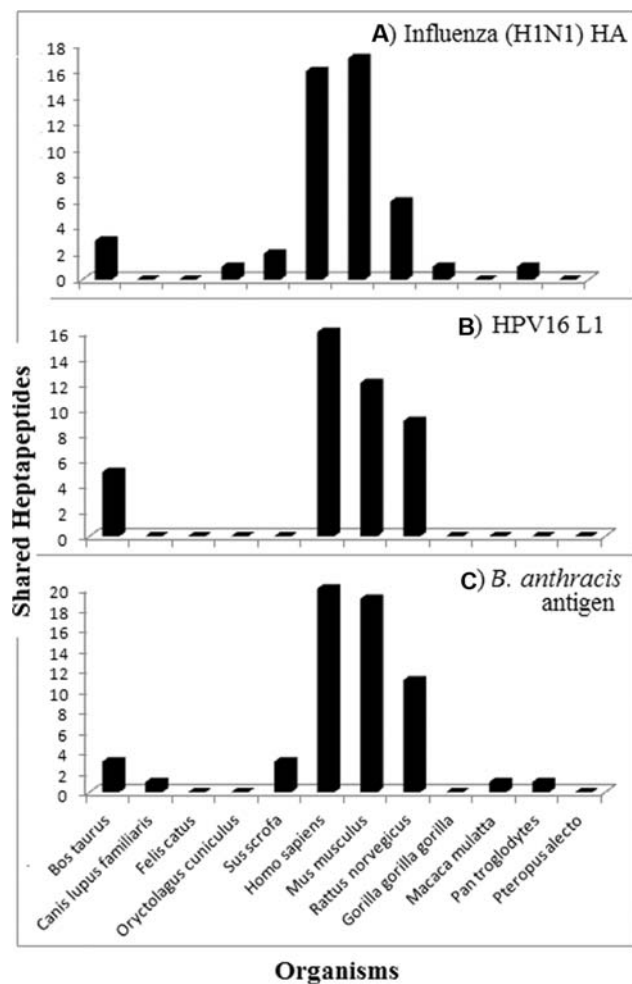 A) Influenza (H1N1) HA
18
16
14
12
10
8
6
4
2
0
B) HPV16 L1
16
14
12
10
8
6
4
2
0
C) B. anthracis
antigen
20
18
16
14
12
10
8
6
4
2
0
Shared Heptapeptides
Bos taurus
Canis lupus familiaris
Felis catus
Oryctolagus cuniculus
Sus scrofa
Homo sapiens
Mus musculus
Rattus norvegicus
Gorilla gorilla gorilla
Macaca mulatta
Pan troglodytes
Pteropus alecto
Organisms